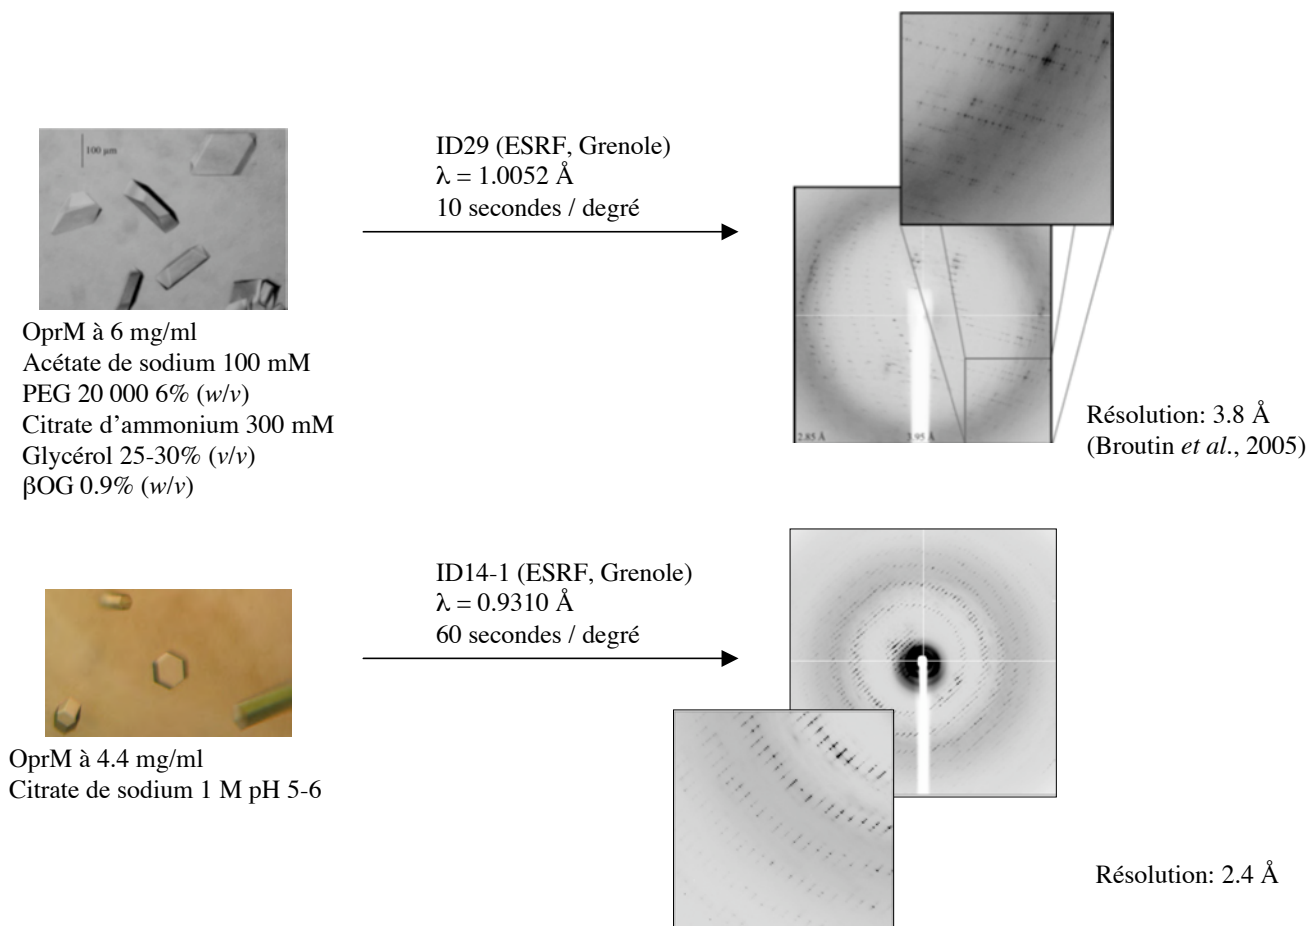 100 µm
ID29 (ESRF, Grenole)
λ = 1.0052 Å
10 secondes / degré
OprM à 6 mg/ml
Acétate de sodium 100 mM
PEG 20 000 6% (w/v)
Citrate d'ammonium 300 mM
Glycérol 25-30% (v/v)
βOG 0.9% (w/v)
2.85 Å
3.95 Å
Résolution: 3.8 Å
(Broutin et al., 2005)
ID14-1 (ESRF, Grenole)
λ = 0.9310 Å
60 secondes / degré
OprM à 4.4 mg/ml
Citrate de sodium 1 M pH 5-6
Résolution: 2.4 Å